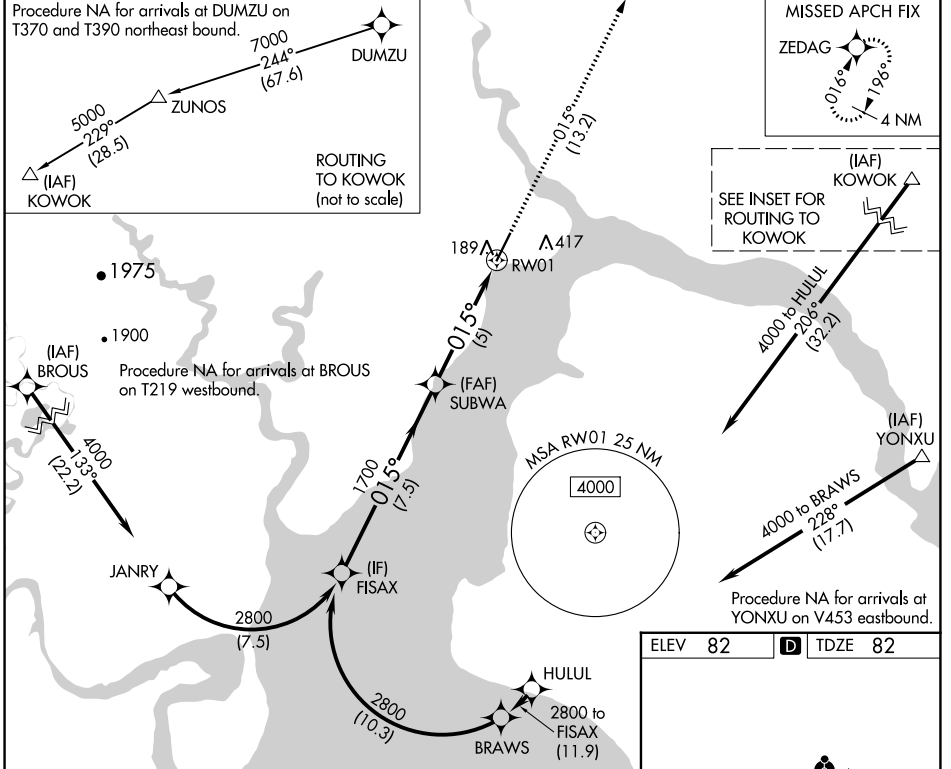 Procedure NA for arrivals at DUMZU on
T370 and T390 northeast bound.
7000
244°
(67.6)
DUMZU
ZUNOS
5000
229°
(28.5)
(IAF)
KOWOK
ROUTING
TO KOWOK
(not to scale)
015°
(13.2)
MISSED APCH FIX
ZEDAG
016°
196°
4 NM
(IAF)
KOWOK
SEE INSET FOR
ROUTING TO
KOWOK
189
417
RW01
1975
1900
4000 to HULUL
206°
(32.2)
015°
(5)
(IAF)
BROUS
Procedure NA for arrivals at BROUS
on T219 westbound.
(FAF)
SUBWA
4000
133°
(22.2)
(IAF)
YONXU
MSA RW01 25 NM
4000
1700
015°
(7.5)
4000 to BRAWS
228°
(17.7)
JANRY
(IF)
FISAX
2800
(7.5)
Procedure NA for arrivals at
YONXU on V453 eastbound.
ELEV 82 D TDZE 82
HULUL
2800
(10.3)
BRAWS
2800 to
FISAX
(11.9)